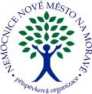 NEMOCNICE NOVÉ MĚSTO NA MORAVĚ
příspěvková organizace